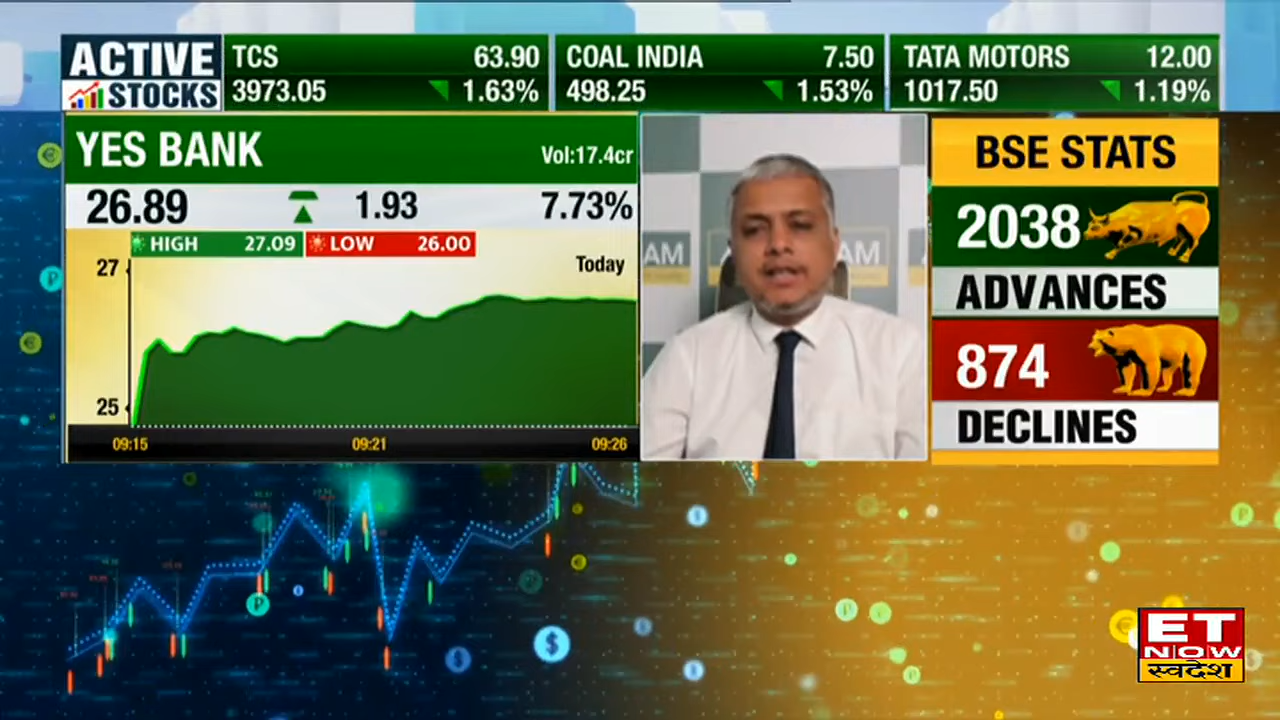 ACTIVE
STOCKS
TCS 63.90
3973.05 1.63%
COAL INDIA 7.50
498.25 1.53%
TATA MOTORS 12.00
1017.50 1.19%
YES BANK Vol:17.4cr
26.89 1.93 7.73%
HIGH 27.09 LOW 26.00
Today
27
25
09:15 09:21 09:26
AM
AM
BSE STATS
2038
ADVANCES
874
DECLINES
ET
NOW
स्वदेश